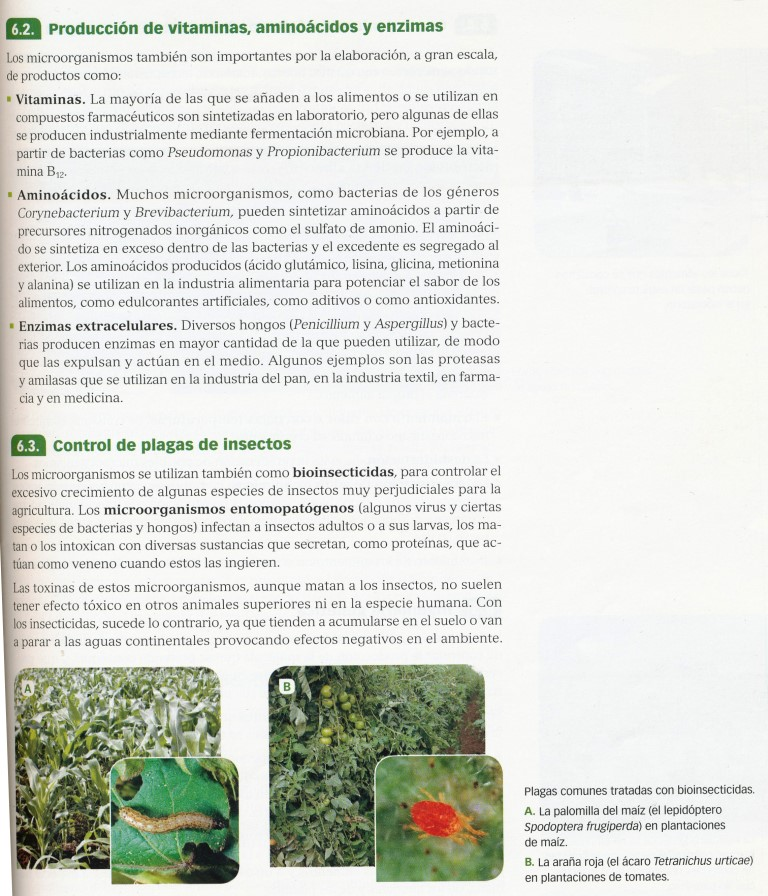 6.2. Producción de vitaminas, aminoácidos y enzimas
Los microorganismos también son importantes por la elaboración, a gran escala,
de productos como:
▪ Vitaminas. La mayoría de las que se añaden a los alimentos o se utilizan en
compuestos farmacéuticos son sintetizadas en laboratorio, pero algunas de ellas
se producen industrialmente mediante fermentación microbiana. Por ejemplo, a
partir de bacterias como Pseudomonas y Propionibacterium se produce la vita-
mina B₁₂.
▪ Aminoácidos. Muchos microorganismos, como bacterias de los géneros
Corynebacterium y Brevibacterium, pueden sintetizar aminoácidos a partir de
precursores nitrogenados inorgánicos como el sulfato de amonio. El aminoáci-
do se sintetiza en exceso dentro de las bacterias y el excedente es segregado al
exterior. Los aminoácidos producidos (ácido glutámico, lisina, glicina, metionina
y alanina) se utilizan en la industria alimentaria para potenciar el sabor de los
alimentos, como edulcorantes artificiales, como aditivos o como antioxidantes.
▪ Enzimas extracelulares. Diversos hongos (Penicillium y Aspergillus) y bacte-
rias producen enzimas en mayor cantidad de la que pueden utilizar, de modo
que las expulsan y actúan en el medio. Algunos ejemplos son las proteasas
y amilasas que se utilizan en la industria del pan, en la industria textil, en farma-
cia y en medicina.
6.3. Control de plagas de insectos
Los microorganismos se utilizan también como bioinsecticidas, para controlar el
excesivo crecimiento de algunas especies de insectos muy perjudiciales para la
agricultura. Los microorganismos entomopatógenos (algunos virus y ciertas
especies de bacterias y hongos) infectan a insectos adultos o a sus larvas, los ma-
tan o los intoxican con diversas sustancias que secretan, como proteínas, que ac-
túan como veneno cuando estos las ingieren.
Las toxinas de estos microorganismos, aunque matan a los insectos, no suelen
tener efecto tóxico en otros animales superiores ni en la especie humana. Con
los insecticidas, sucede lo contrario, ya que tienden a acumularse en el suelo o van
a parar a las aguas continentales provocando efectos negativos en el ambiente.
A
B
Plagas comunes tratadas con bioinsecticidas.
A. La palomilla del maíz (el lepidóptero
Spodoptera frugiperda) en plantaciones
de maíz.
B. La araña roja (el ácaro Tetranichus urticae)
en plantaciones de tomates.